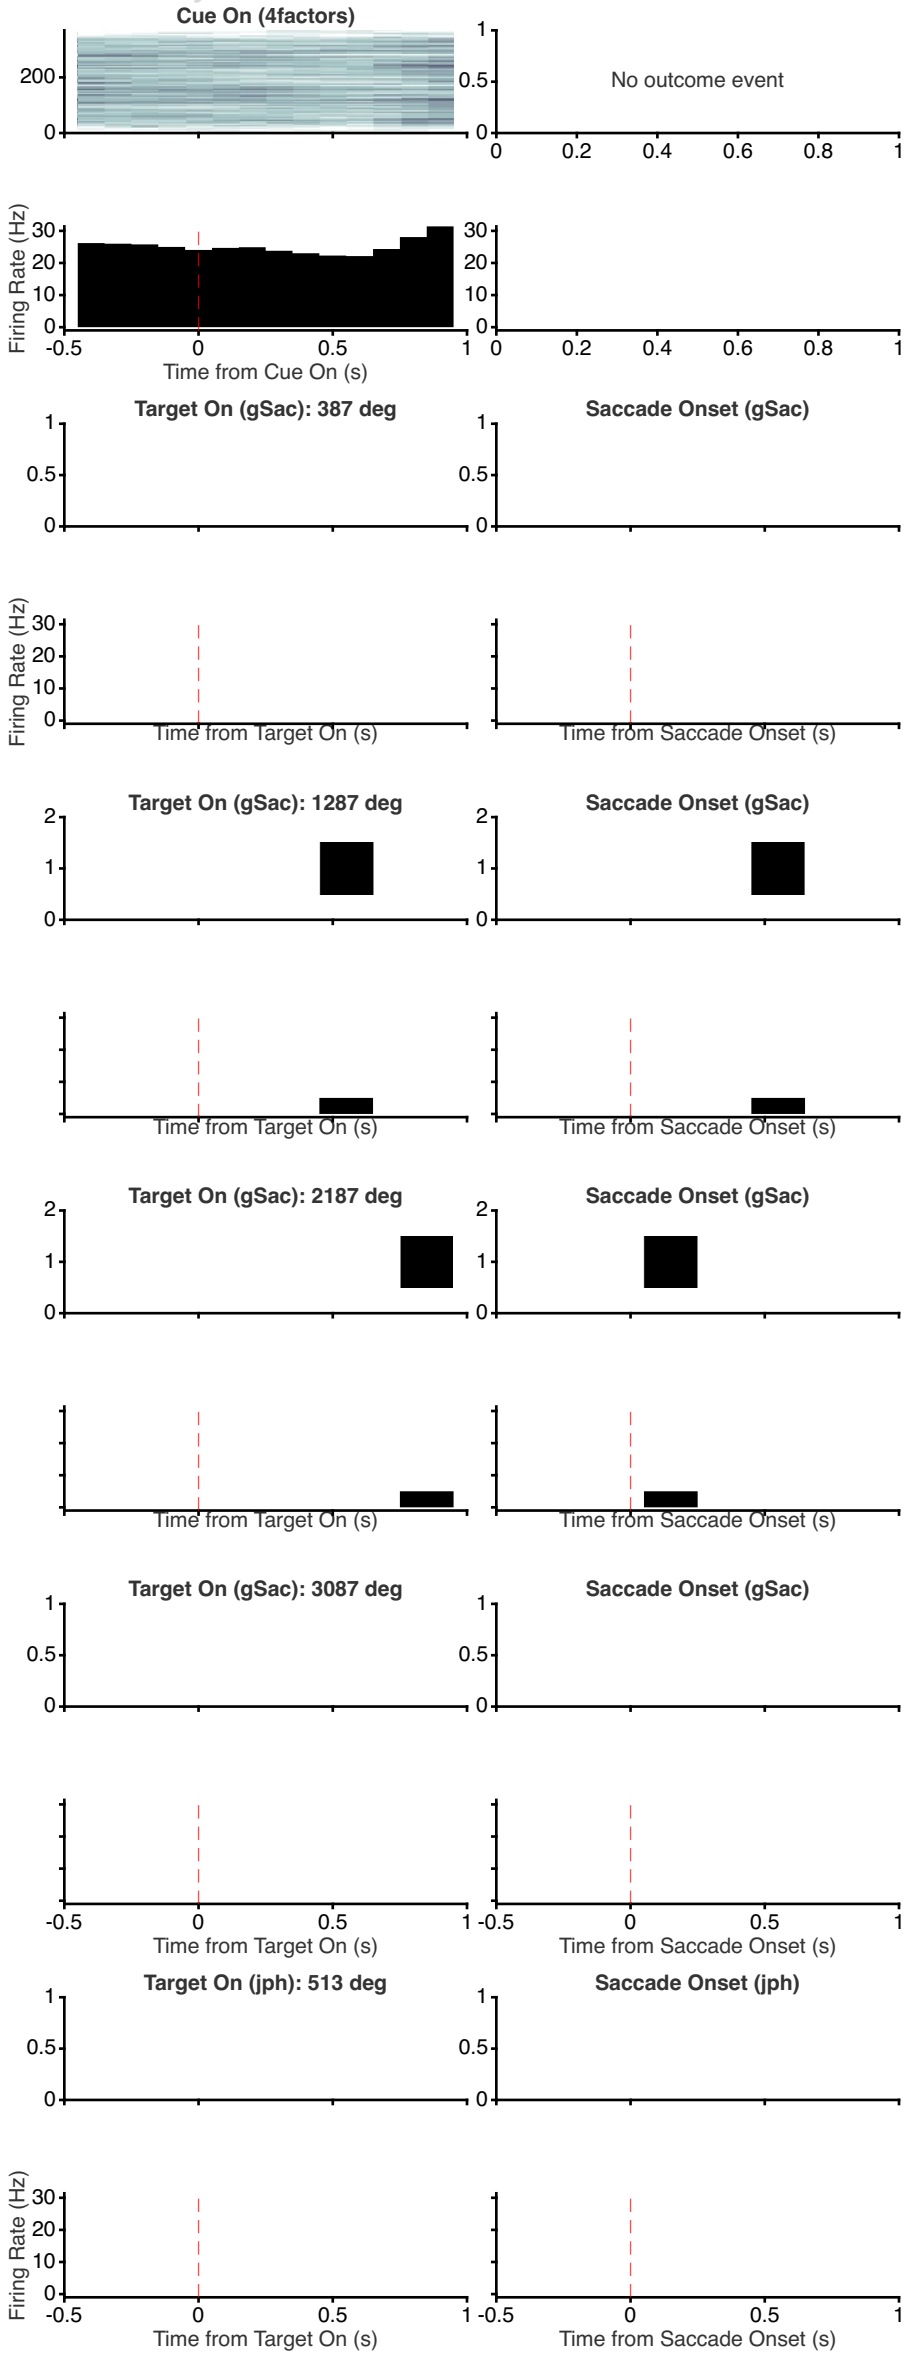 Cue On (4factors)
200
0
1
0.5
0
No outcome event
0 0.2 0.4 0.6 0.8 1
Firing Rate (Hz)
30
20
10
0
-0.5 0 0.5 1
Time from Cue On (s)
30
20
10
0
0 0.2 0.4 0.6 0.8 1
Target On (gSac): 387 deg
1
0.5
0
Saccade Onset (gSac)
1
0.5
0
Firing Rate (Hz)
30
20
10
0
Time from Target On (s)
Time from Saccade Onset (s)
Target On (gSac): 1287 deg
2
1
0
Saccade Onset (gSac)
2
1
0
Time from Target On (s)
Time from Saccade Onset (s)
Target On (gSac): 2187 deg
2
1
0
Saccade Onset (gSac)
2
1
0
Time from Target On (s)
Time from Saccade Onset (s)
Target On (gSac): 3087 deg
1
0.5
0
Saccade Onset (gSac)
1
0.5
0
-0.5 0 0.5 1
Time from Target On (s)
-0.5 0 0.5 1
Time from Saccade Onset (s)
Target On (jph): 513 deg
1
0.5
0
Saccade Onset (jph)
1
0.5
0
Firing Rate (Hz)
30
20
10
0
-0.5 0 0.5 1
Time from Target On (s)
-0.5 0 0.5 1
Time from Saccade Onset (s)